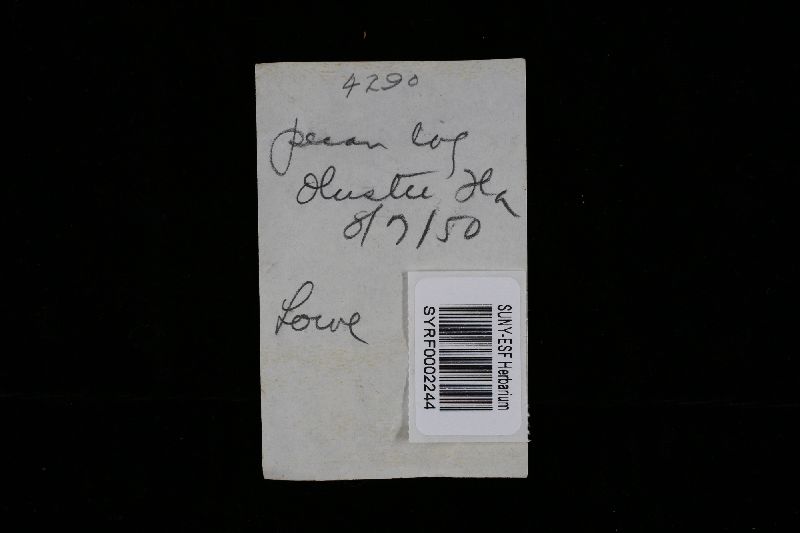 4290
pecan log
Olustee Fla
8/7/50
Lowe
SUNY-ESF Herbarium
SYRF0002244